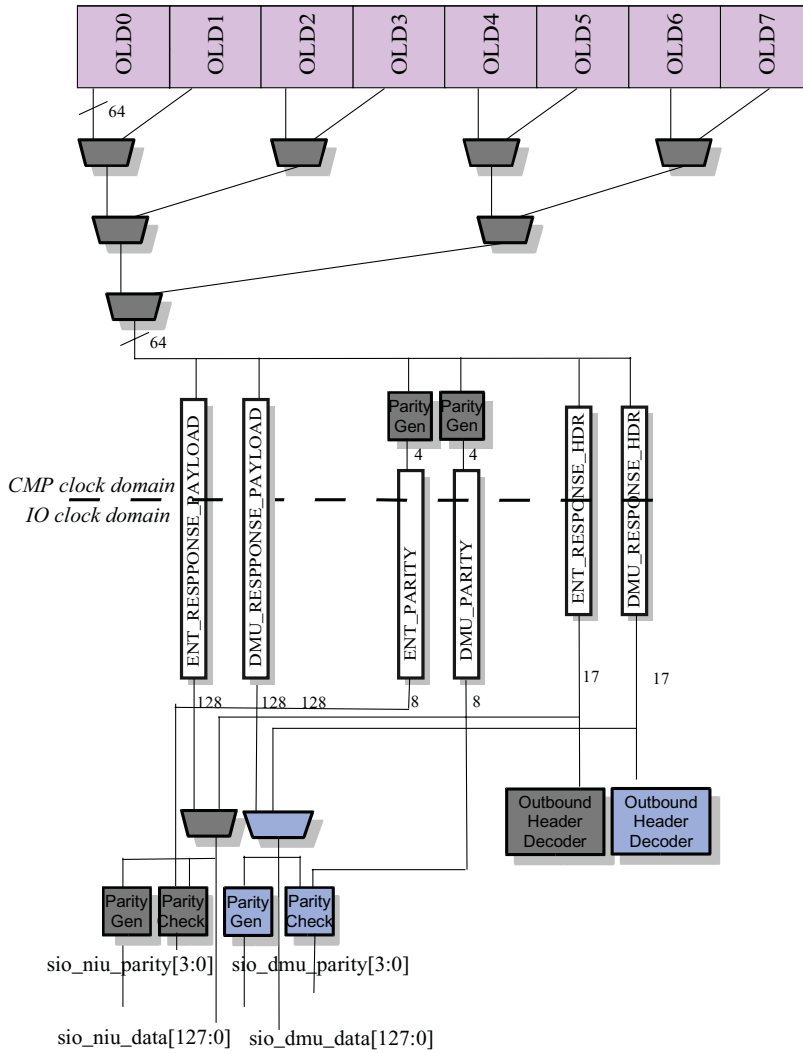 OLD0 OLD1 OLD2 OLD3 OLD4 OLD5 OLD6 OLD7
64
64
Parity
Gen
Parity
Gen
4 4
ENT_RESPPONSE_PAYLOAD
DMU_RESPPONSE_PAYLOAD
ENT_PARITY
DMU_PARITY
ENT_RESPONSE_HDR
DMU_RESPONSE_HDR
CMP clock domain
IO clock domain
128 128 128 8 8 17 17
Outbound
Header
Decoder
Outbound
Header
Decoder
Parity
Gen
Parity
Check
Parity
Gen
Parity
Check
sio_niu_parity[3:0] sio_dmu_parity[3:0]
sio_niu_data[127:0] sio_dmu_data[127:0]